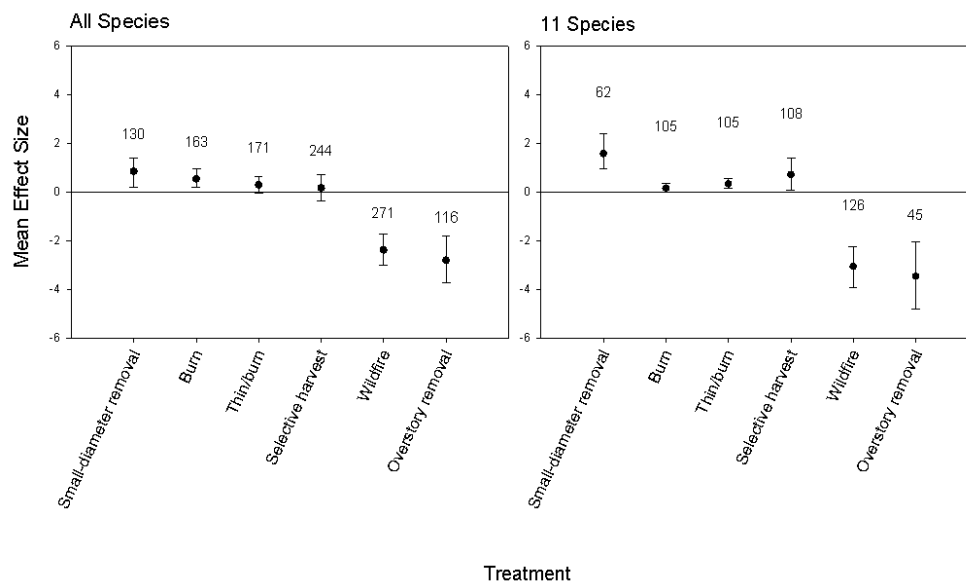 All Species
11 Species
Mean Effect Size
6
4
2
0
-2
-4
-6
130
163
171
244
271
116
Small-diameter removal
Burn
Thin/burn
Selective harvest
Wildfire
Overstory removal
6
4
2
0
-2
-4
-6
62
105
105
108
126
45
Small-diameter removal
Burn
Thin/burn
Selective harvest
Wildfire
Overstory removal
Treatment